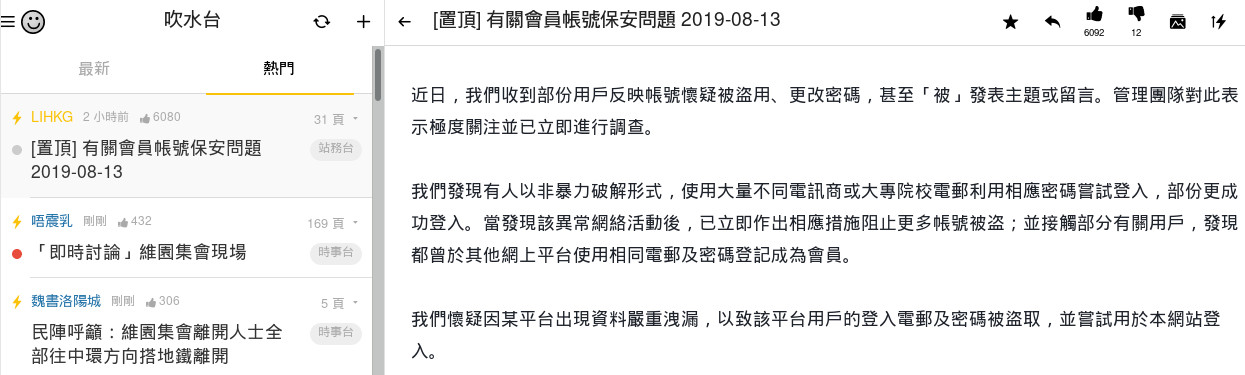 吹水台
最新
熱門
LIHKG 2 小時前 6080 31 頁
[置頂] 有關會員帳號保安問題 站務台
2019-08-13
唔震乳 剛剛 432 169 頁
「即時討論」維園集會現場 時事台
魏書洛陽城 剛剛 306 5 頁
民陣呼籲：維園集會離開人士全 時事台
部往中環方向搭地鐵離開
[置頂] 有關會員帳號保安問題 2019-08-13
6092
12
近日，我們收到部份用戶反映帳號懷疑被盜用、更改密碼，甚至「被」發表主題或留言。管理團隊對此表
示極度關注並已立即進行調查。
我們發現有人以非暴力破解形式，使用大量不同電訊商或大專院校電郵利用相應密碼嘗試登入，部份更成
功登入。當發現該異常網絡活動後，已立即作出相應措施阻止更多帳號被盜；並接觸部分有關用戶，發現
都曾於其他網上平台使用相同電郵及密碼登記成為會員。
我們懷疑因某平台出現資料嚴重洩漏，以致該平台用戶的登入電郵及密碼被盜取，並嘗試用於本網站登
入。